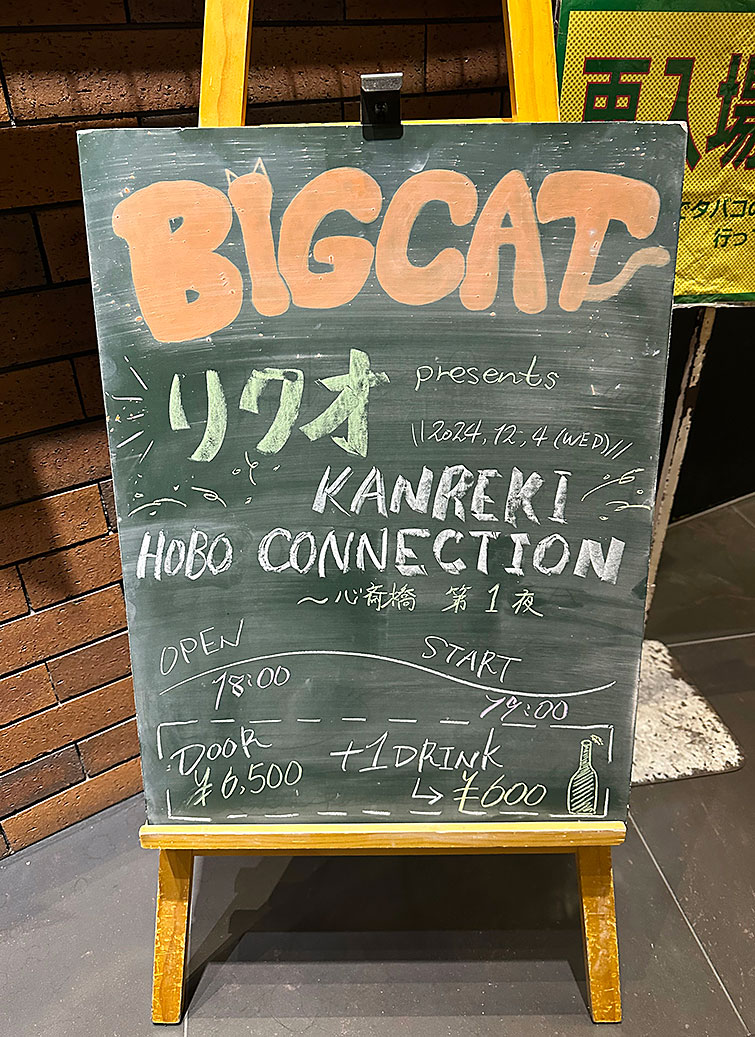 BIGCAT
リクオ presents
\\2024.12.4 (WED)//
KANREKI
HOBO CONNECTION
～心斎橋 第1夜
OPEN
18:00
START
19:00
DOOR
¥6,500
+1DRINK
↳ ¥600
再入場
タバコの
行っ